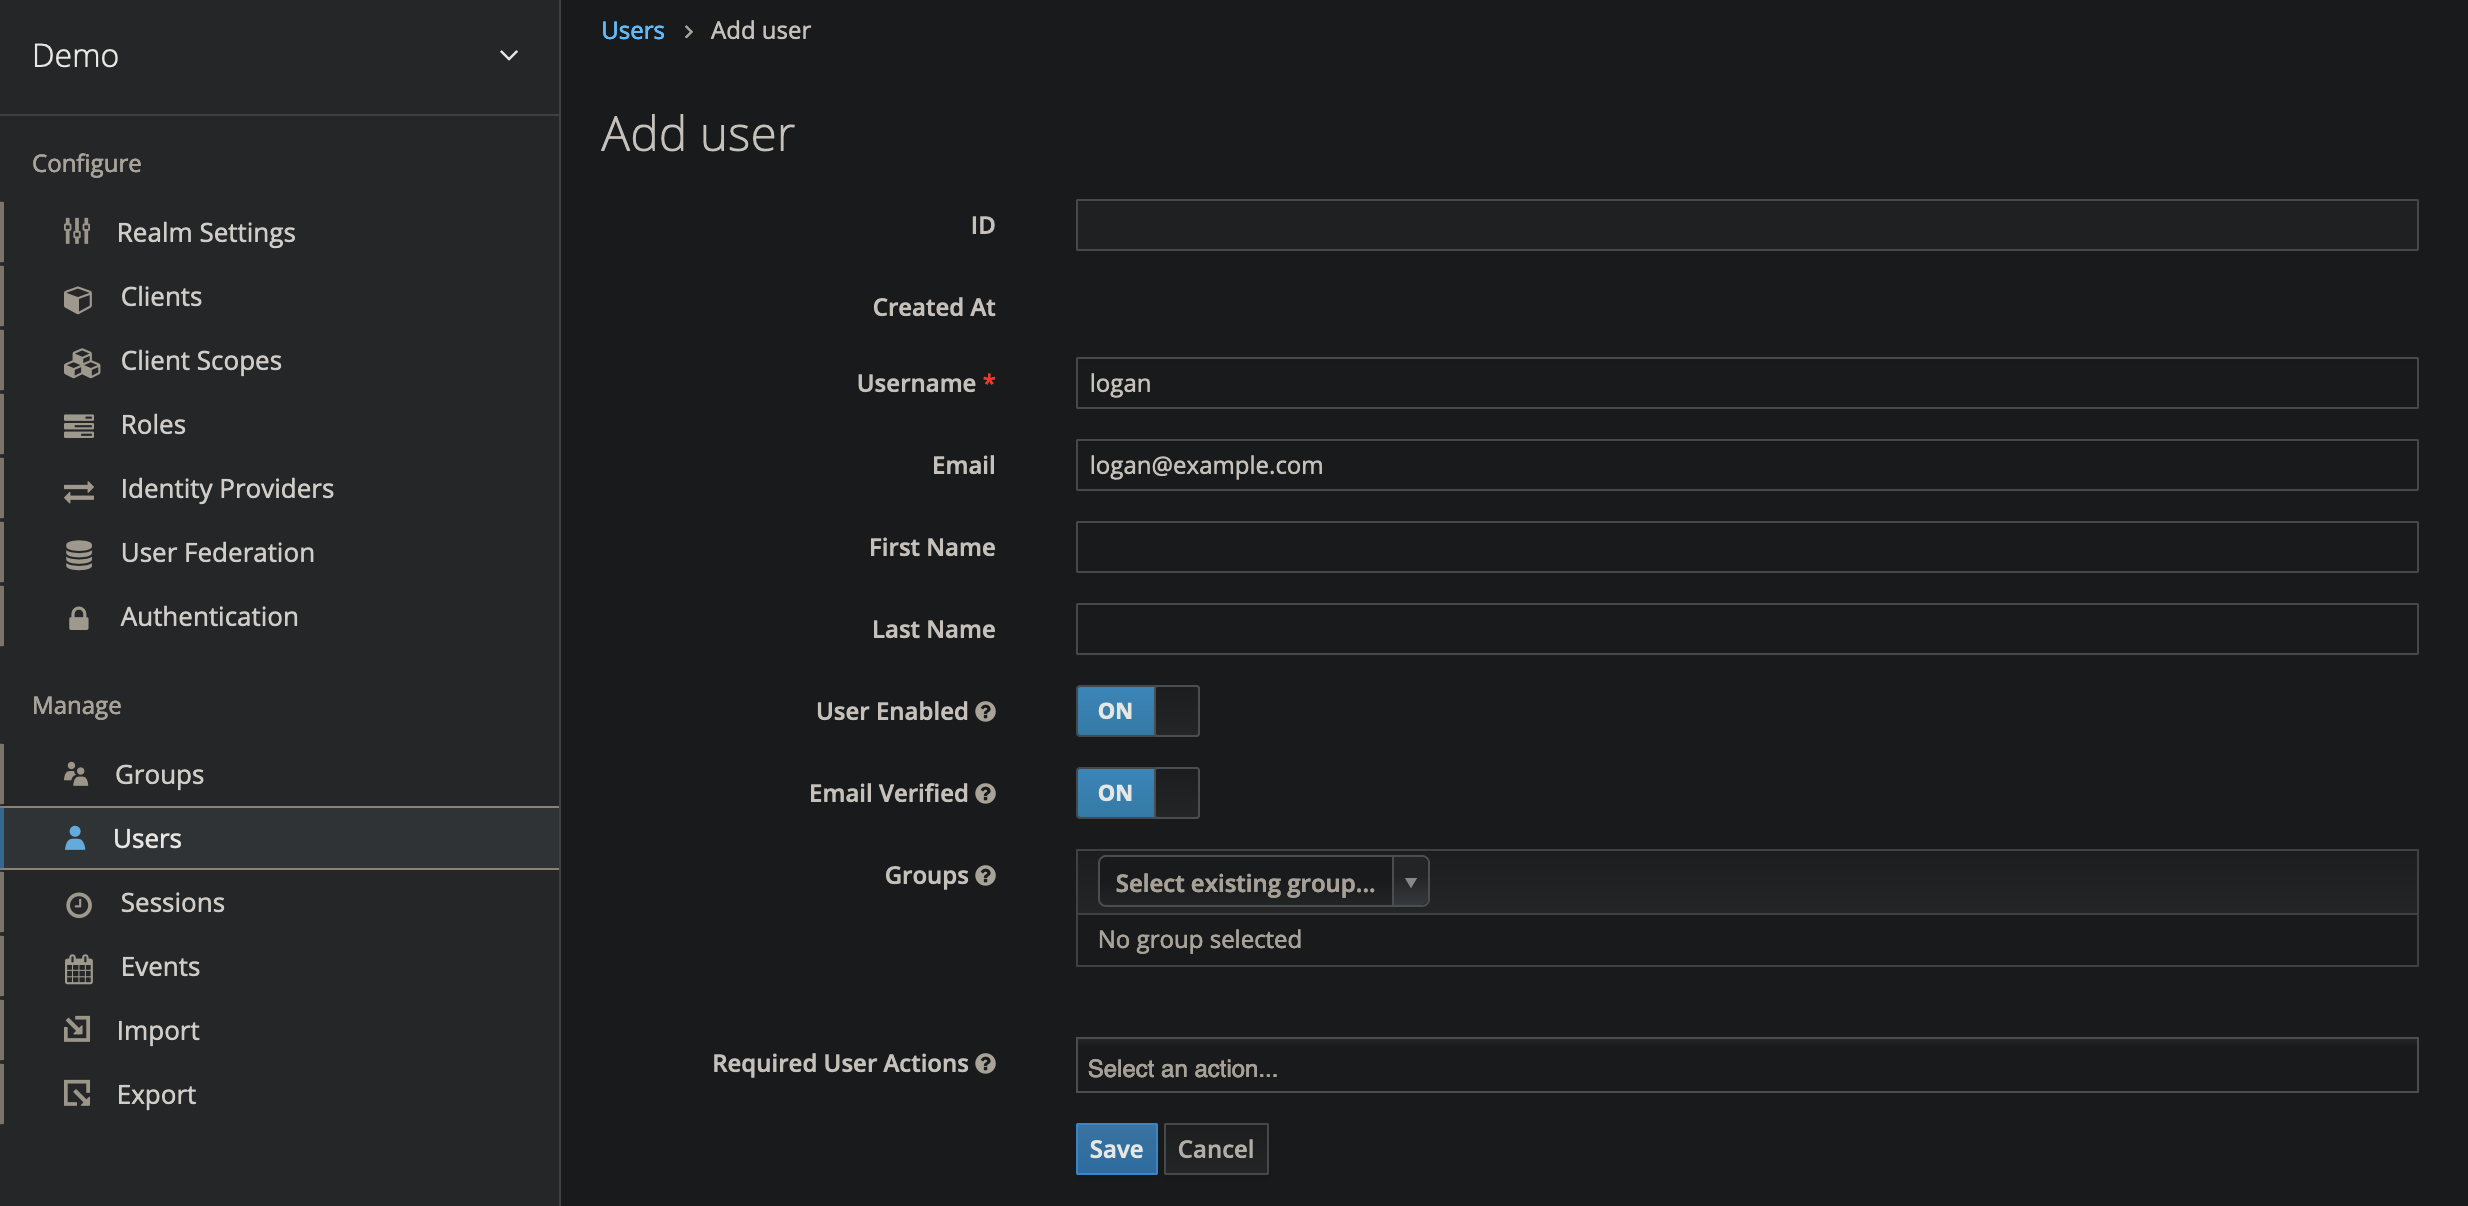 Demo
Configure
Realm Settings
Clients
Client Scopes
Roles
Identity Providers
User Federation
Authentication
Manage
Groups
Users
Sessions
Events
Import
Export
Users > Add user
Add user
ID
Created At
Username * logan
Email logan@example.com
First Name
Last Name
User Enabled ON
Email Verified ON
Groups Select existing group...
No group selected
Required User Actions Select an action...
Save Cancel